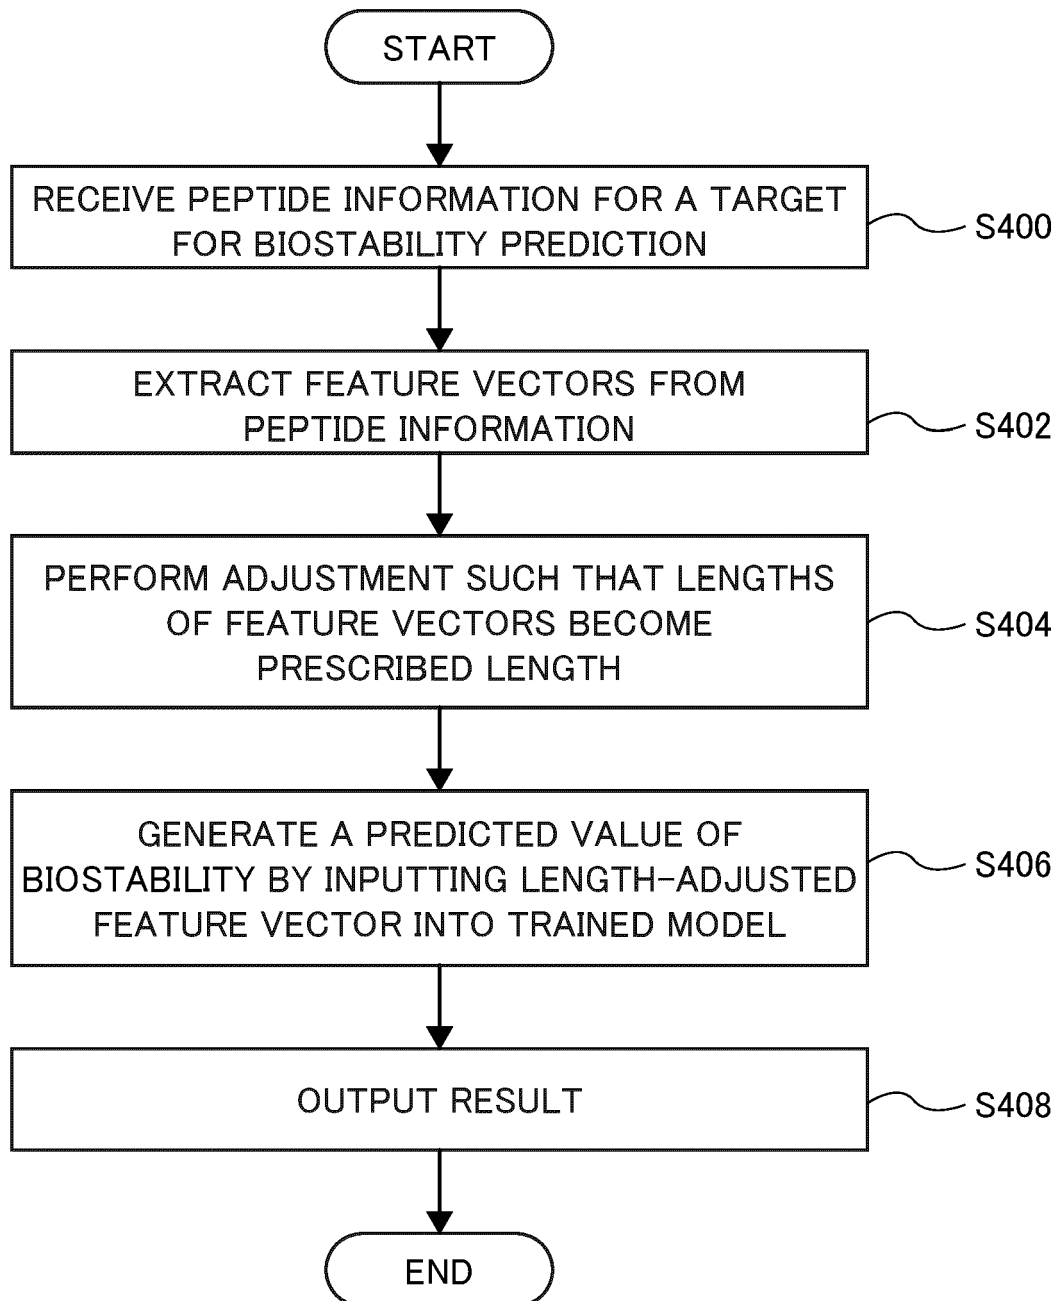 START
RECEIVE PEPTIDE INFORMATION FOR A TARGET
FOR BIOSTABILITY PREDICTION
S400
EXTRACT FEATURE VECTORS FROM
PEPTIDE INFORMATION
S402
PERFORM ADJUSTMENT SUCH THAT LENGTHS
OF FEATURE VECTORS BECOME
PRESCRIBED LENGTH
S404
GENERATE A PREDICTED VALUE OF
BIOSTABILITY BY INPUTTING LENGTH-ADJUSTED
FEATURE VECTOR INTO TRAINED MODEL
S406
OUTPUT RESULT
S408
END